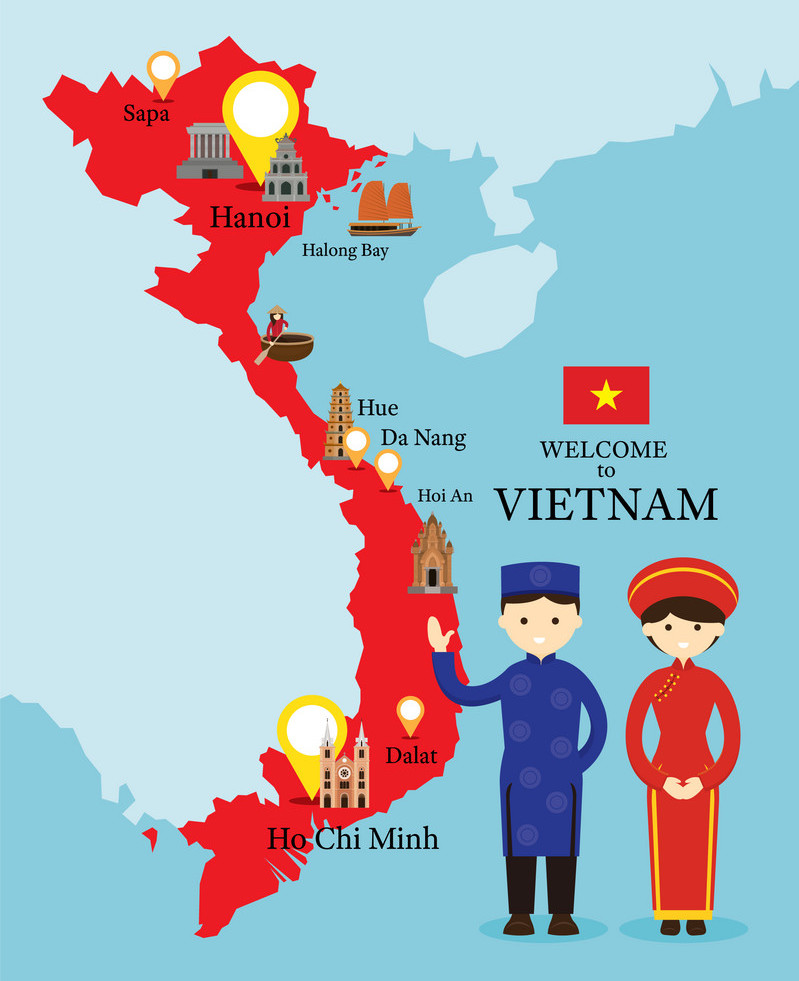 Sapa
Hanoi
Halong Bay
Hue
Da Nang
Hoi An
WELCOME
to
VIETNAM
Dalat
Ho Chi Minh